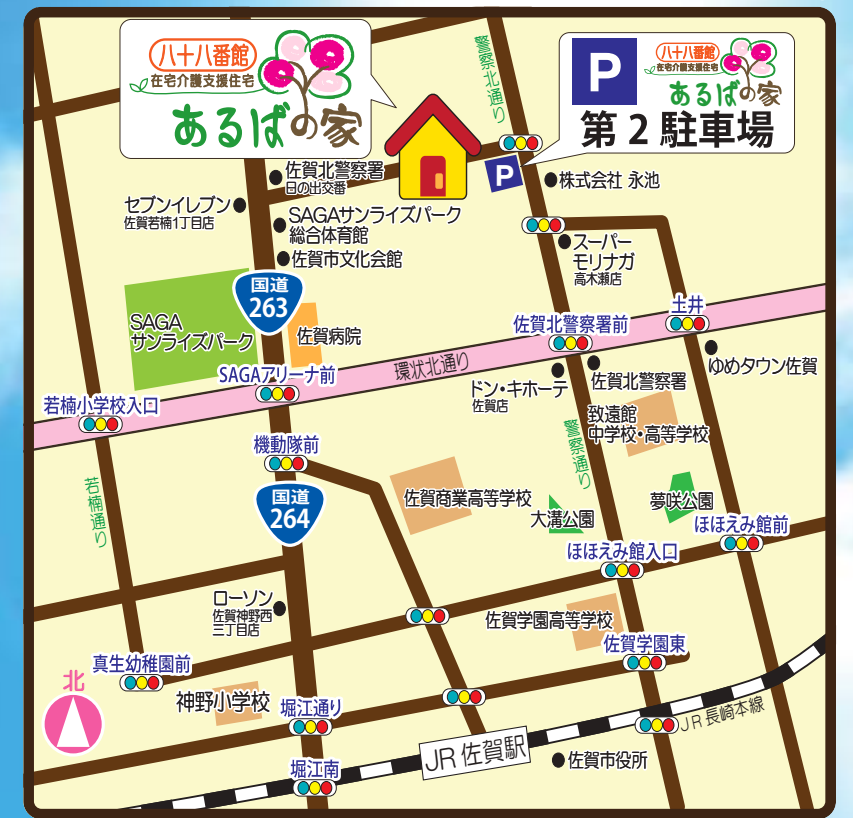 八十八番館
在宅介護支援住宅
あるばの家
警察北通り
P
八十八番館
在宅介護支援住宅
あるばの家
第2駐車場
P
佐賀北警察署
日の出交番
株式会社 永池
セブンイレブン
佐賀若楠1丁目店
SAGAサンライズパーク
総合体育館
佐賀市文化会館
スーパー
モリナガ
高木瀬店
国道
263
SAGA
サンライズパーク
佐賀病院
土井
佐賀北警察署前
環状北通り
ゆめタウン佐賀
SAGAアリーナ前
ドン・キホーテ
佐賀店
佐賀北警察署
若楠小学校入口
致遠館
中学校・高等学校
機動隊前
警察通り
若楠通り
国道
264
佐賀商業高等学校
大溝公園
夢咲公園
ほほえみ館前
ほほえみ館入口
ローソン
佐賀神野西
三丁目店
佐賀学園高等学校
佐賀学園東
真生幼稚園前
北
神野小学校
堀江通り
JR長崎本線
JR佐賀駅
佐賀市役所
堀江南